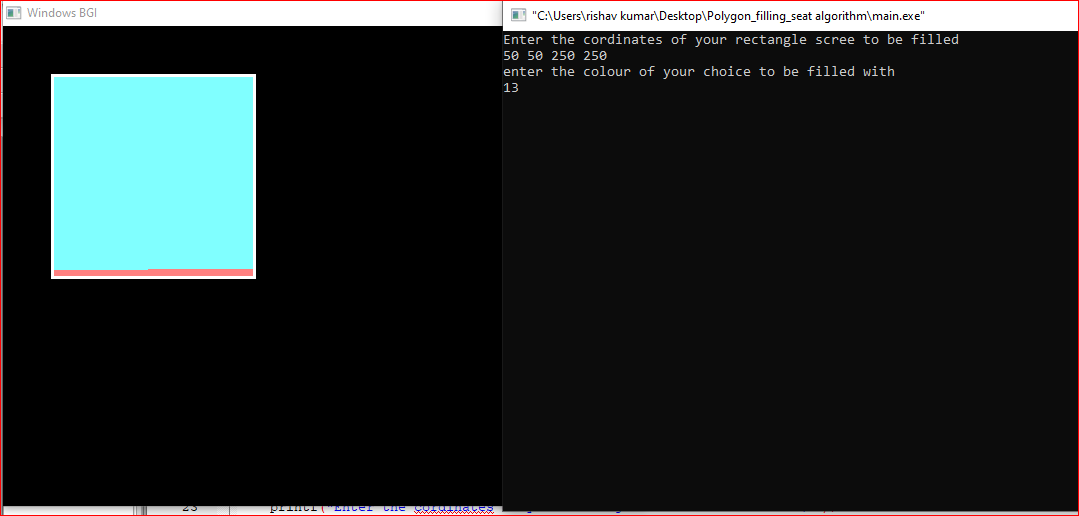 Windows BGI
"C:\Users\rishav kumar\Desktop\Polygon_filling_seat algorithm\main.exe"
Enter the cordinates of your rectangle scree to be filled
50 50 250 250
enter the colour of your choice to be filled with
13
23 printf("Enter the cordinates